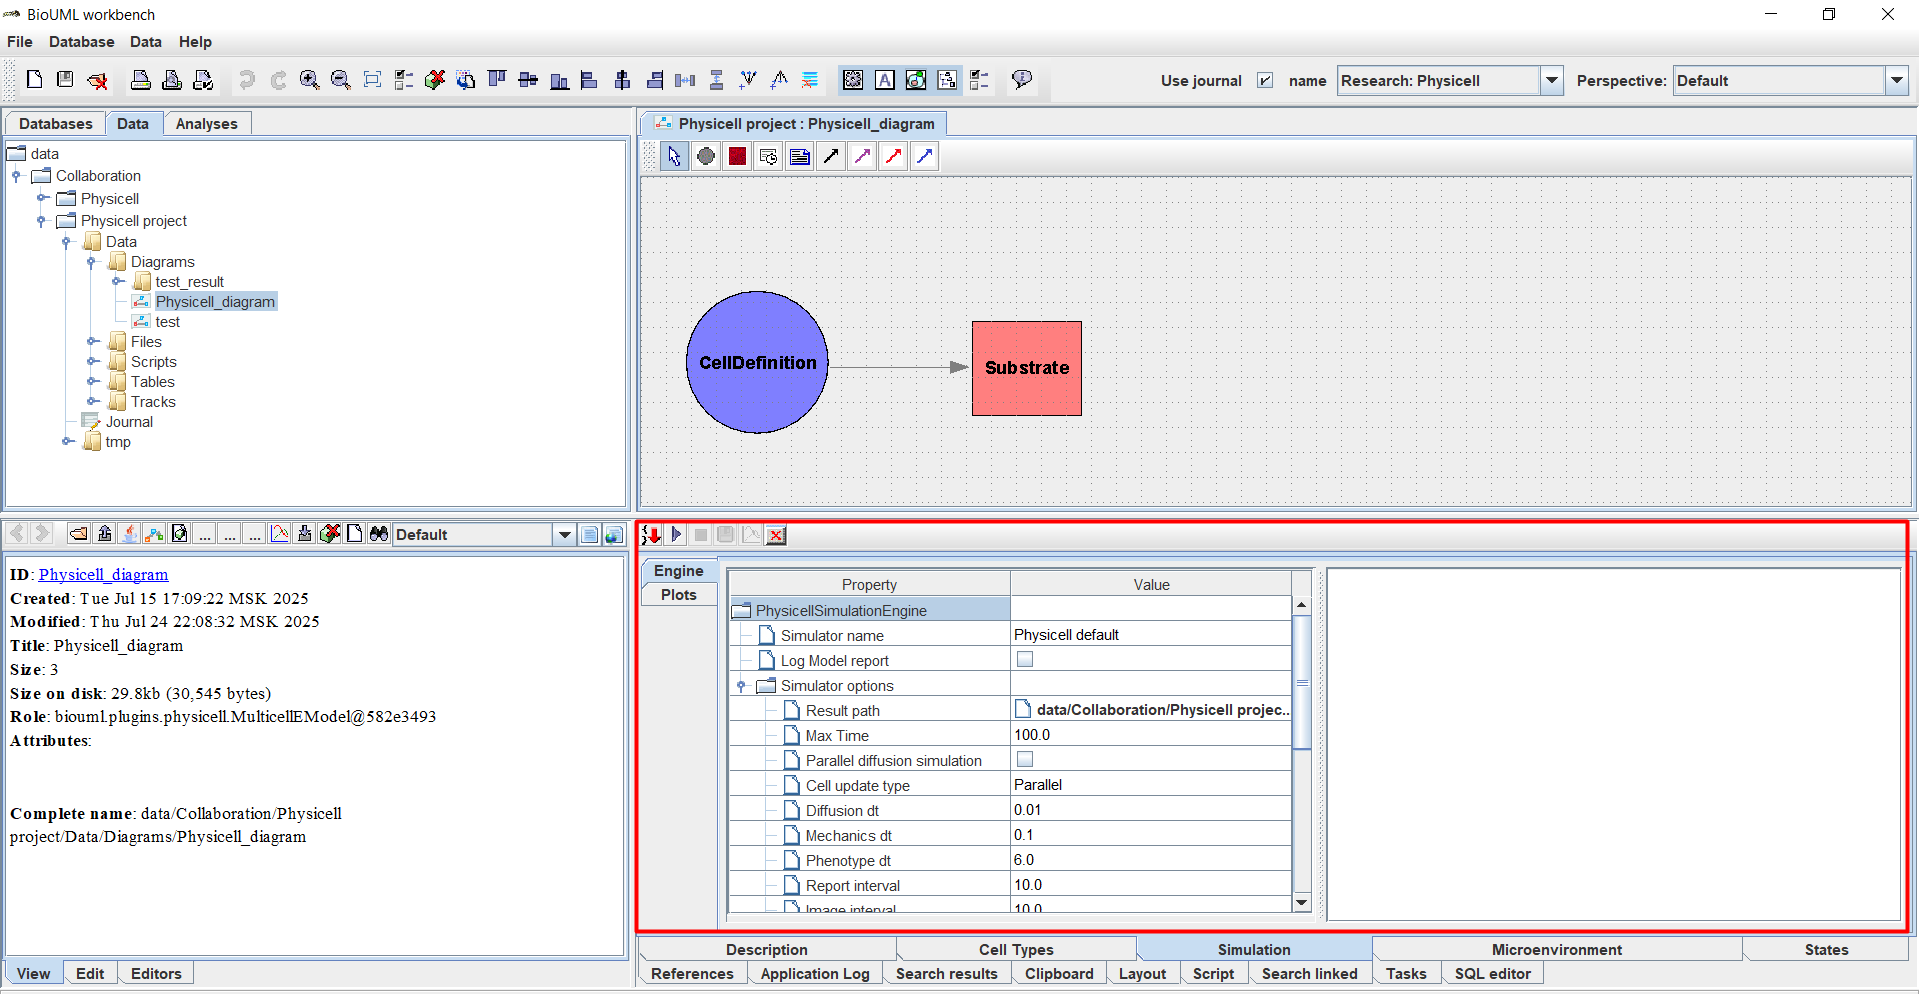 BioUML workbench
File Database Data Help
Use journal name Research: Physicell Perspective: Default
Databases Data Analyses
data
Collaboration
Physicell
Physicell project
Data
Diagrams
test_result
Physicell_diagram
test
Files
Scripts
Tables
Tracks
Journal
tmp
Physicell project : Physicell_diagram
CellDefinition
Substrate
Default
ID: Physicell_diagram
Created: Tue Jul 15 17:09:22 MSK 2025
Modified: Thu Jul 24 22:08:32 MSK 2025
Title: Physicell_diagram
Size: 3
Size on disk: 29.8kb (30,545 bytes)
Role: biouml.plugins.physicell.MulticellEModel@582e3493
Attributes:
Complete name: data/Collaboration/Physicell
project/Data/Diagrams/Physicell_diagram
View Edit Editors
Engine
Plots
Property Value
PhysicellSimulationEngine
Simulator name Physicell default
Log Model report
Simulator options
Result path data/Collaboration/Physicell projec..
Max Time 100.0
Parallel diffusion simulation
Cell update type Parallel
Diffusion dt 0.01
Mechanics dt 0.1
Phenotype dt 6.0
Report interval 10.0
Image interval 10.0
Description Cell Types Simulation Microenvironment States
References Application Log Search results Clipboard Layout Script Search linked Tasks SQL editor